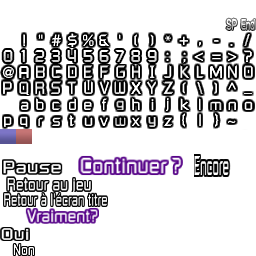 SP End
! " # $ % & ' ( ) * + , - . /
0 1 2 3 4 5 6 7 8 9 : ; < = > ?
@ A B C D E F G H I J K L M N O
P Q R S T U V W X Y Z ( \ ) ^ _
a b c d e f g h i j k l m n o
p q r s t u v w x y z ( | ) ~
Pause Continuer ? Encore
Retour au jeu
Retour à l'écran titre
Vraiment?
Oui
Non